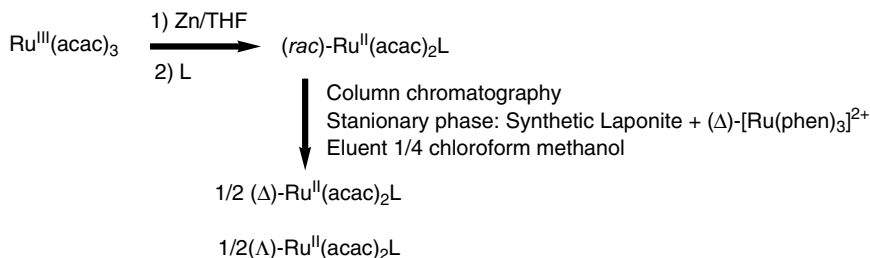 1) Zn/THF
Ru^III(acac)_3
(rac)-Ru^II(acac)_2L
2) L
Column chromatography
Stanionary phase: Synthetic Laponite + (Δ)-[Ru(phen)_3]^2+
Eluent 1/4 chloroform methanol
1/2 (Δ)-Ru^II(acac)_2L
1/2(Λ)-Ru^II(acac)_2L